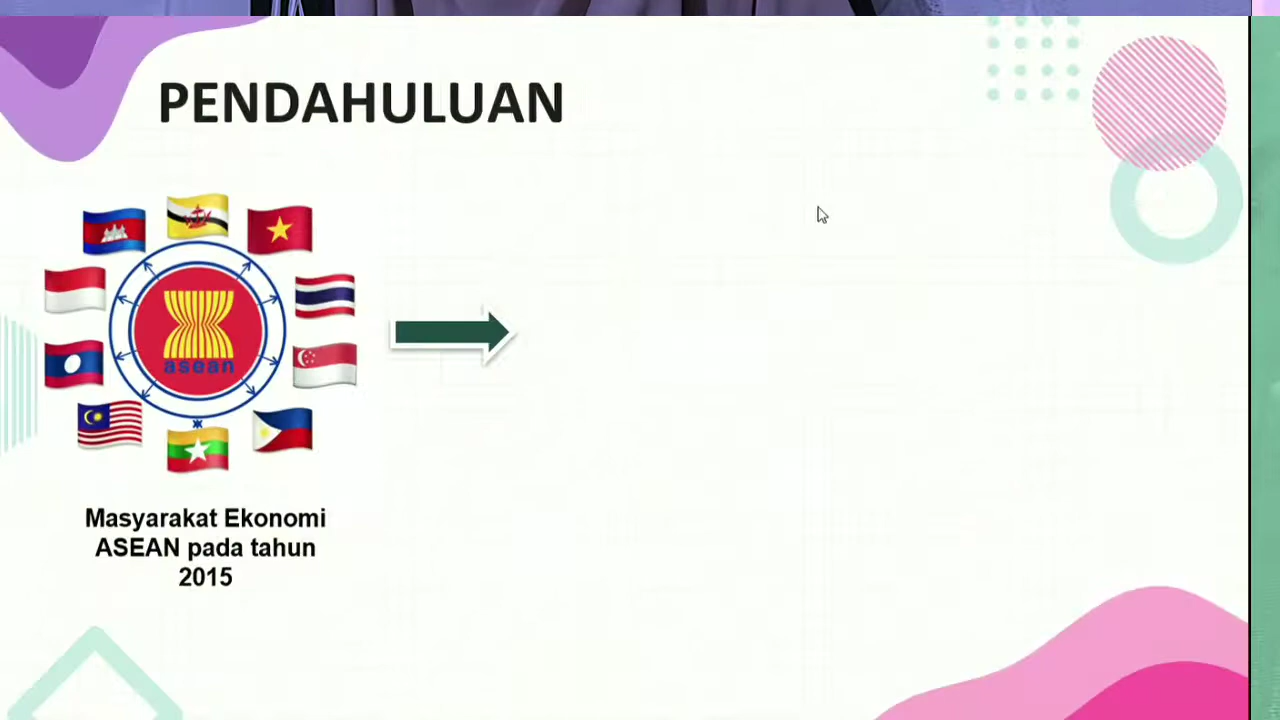 PENDAHULUAN
asean
Masyarakat Ekonomi
ASEAN pada tahun
2015